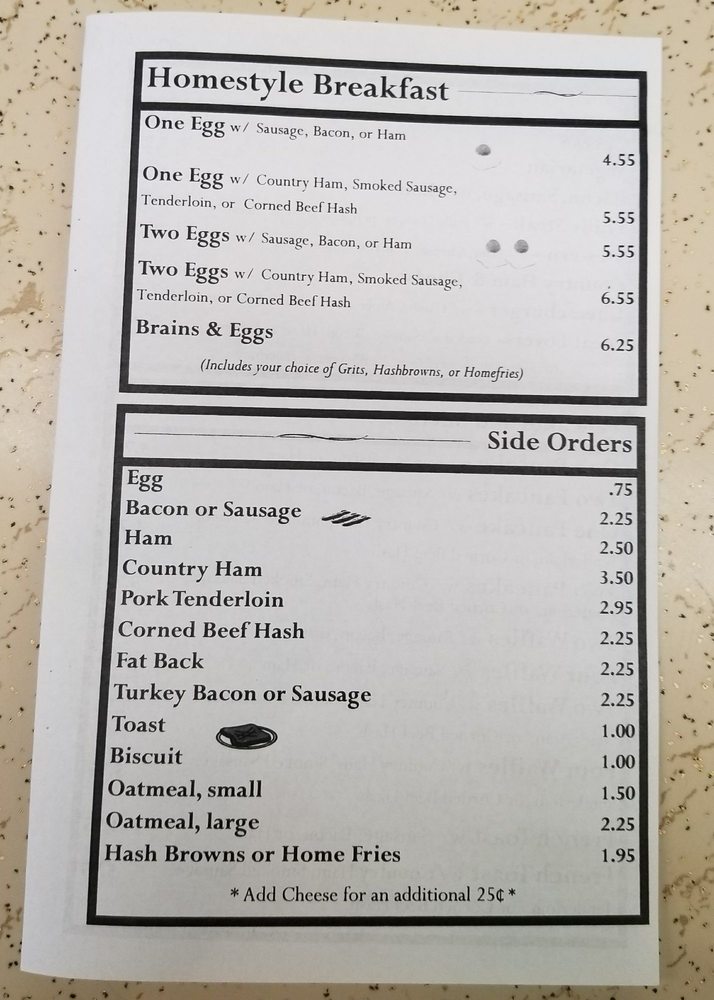 Homestyle Breakfast
One Egg w/ Sausage, Bacon, or Ham 4.55
One Egg w/ Country Ham, Smoked Sausage,
Tenderloin, or Corned Beef Hash 5.55
Two Eggs w/ Sausage, Bacon, or Ham 5.55
Two Eggs w/ Country Ham, Smoked Sausage,
Tenderloin, or Corned Beef Hash 6.55
Brains & Eggs 6.25
(Includes your choice of Grits, Hashbrowns, or Homefries)
Side Orders
Egg .75
Bacon or Sausage 2.25
Ham 2.50
Country Ham 3.50
Pork Tenderloin 2.95
Corned Beef Hash 2.25
Fat Back 2.25
Turkey Bacon or Sausage 2.25
Toast 1.00
Biscuit 1.00
Oatmeal, small 1.50
Oatmeal, large 2.25
Hash Browns or Home Fries 1.95
* Add Cheese for an additional 25¢ *